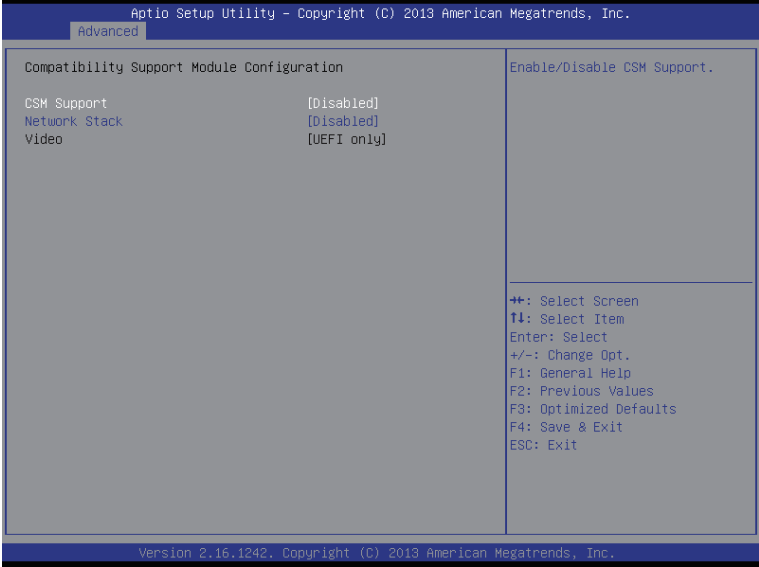 Aptio Setup Utility – Copyright (C) 2013 American Megatrends, Inc.
Advanced
Compatibility Support Module Configuration
CSM Support [Disabled]
Network Stack [Disabled]
Video [UEFI only]
Enable/Disable CSM Support.
→←: Select Screen
↑↓: Select Item
Enter: Select
+/-: Change Opt.
F1: General Help
F2: Previous Values
F3: Optimized Defaults
F4: Save & Exit
ESC: Exit
Version 2.16.1242. Copyright (C) 2013 American Megatrends, Inc.